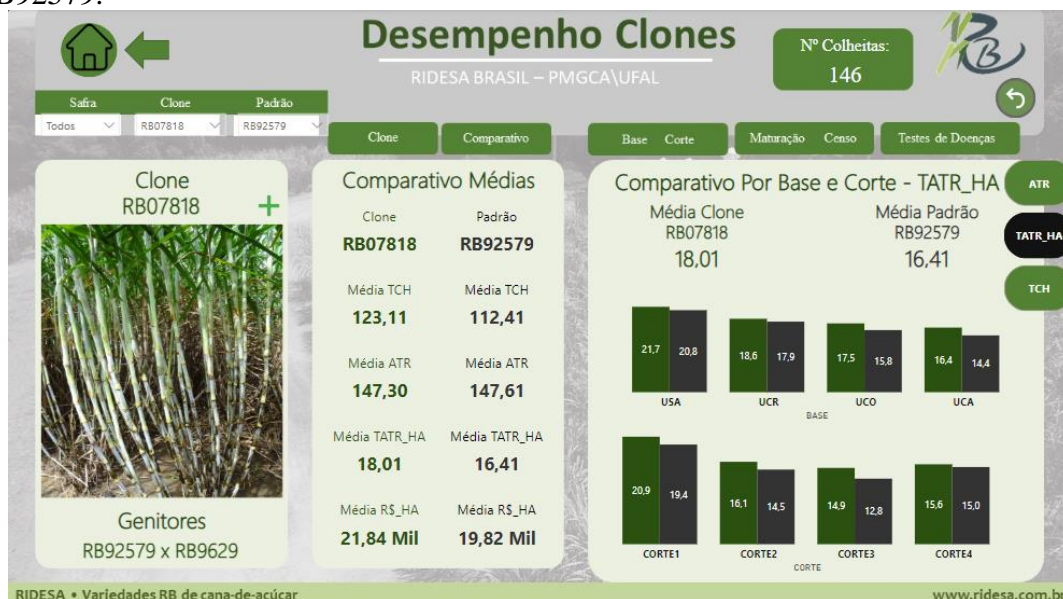 RB92579.
Desempenho Clones
RIDESA BRASIL – PMGCA\UFAL
Nº Colheitas:
146
RB
Safra Clone Padrão
Todos RB07818 RB92579
Clone Comparativo
Base Corte
Maturação Censo
Testes de Doenças
Clone
RB07818
+
Genitores
RB92579 x RB9629
Comparativo Médias
Clone Padrão
RB07818 RB92579
Média TCH Média TCH
123,11 112,41
Média ATR Média ATR
147,30 147,61
Média TATR_HA Média TATR_HA
18,01 16,41
Média R$_HA Média R$_HA
21,84 Mil 19,82 Mil
Comparativo Por Base e Corte - TATR_HA
Média Clone Média Padrão
RB07818 RB92579
18,01 16,41
ATR
TATR_HA
TCH
21,7 20,8 18,6 17,9 17,5 15,8 16,4 14,4
USA UCR UCO UCA
BASE
20,9 19,4 16,1 14,5 14,9 12,8 15,6 15,0
CORTE1 CORTE2 CORTE3 CORTE4
CORTE
RIDESA • Variedades RB de cana-de-açúcar
www.ridesa.com.b